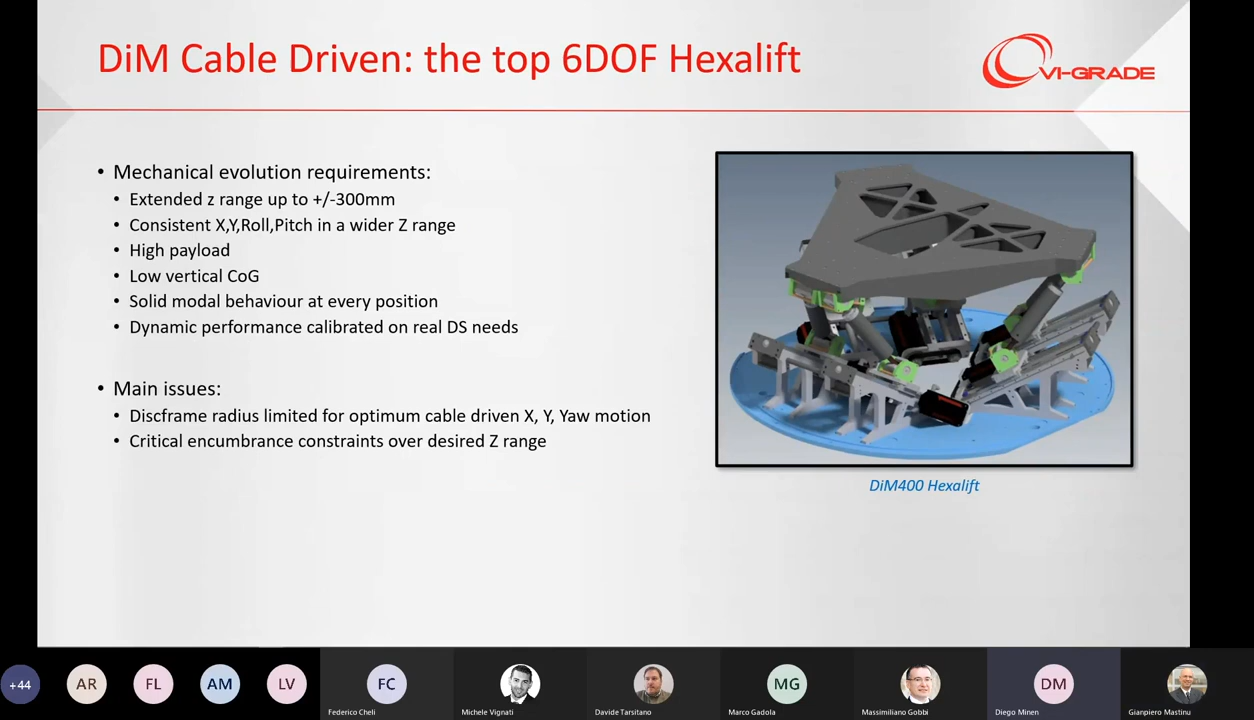 DiM Cable Driven: the top 6DOF Hexalift
VI-GRADE
• Mechanical evolution requirements:
• Extended z range up to +/-300mm
• Consistent X,Y,Roll,Pitch in a wider Z range
• High payload
• Low vertical CoG
• Solid modal behaviour at every position
• Dynamic performance calibrated on real DS needs
• Main issues:
• Discframe radius limited for optimum cable driven X, Y, Yaw motion
• Critical encumbrance constraints over desired Z range
DiM400 Hexalift
+44
AR
FL
AM
LV
FC
MG
DM
Federico Cheli
Michele Vignati
Davide Tarsitano
Marco Gadola
Massimiliano Gobbi
Diego Minen
Gianpiero Mastinu